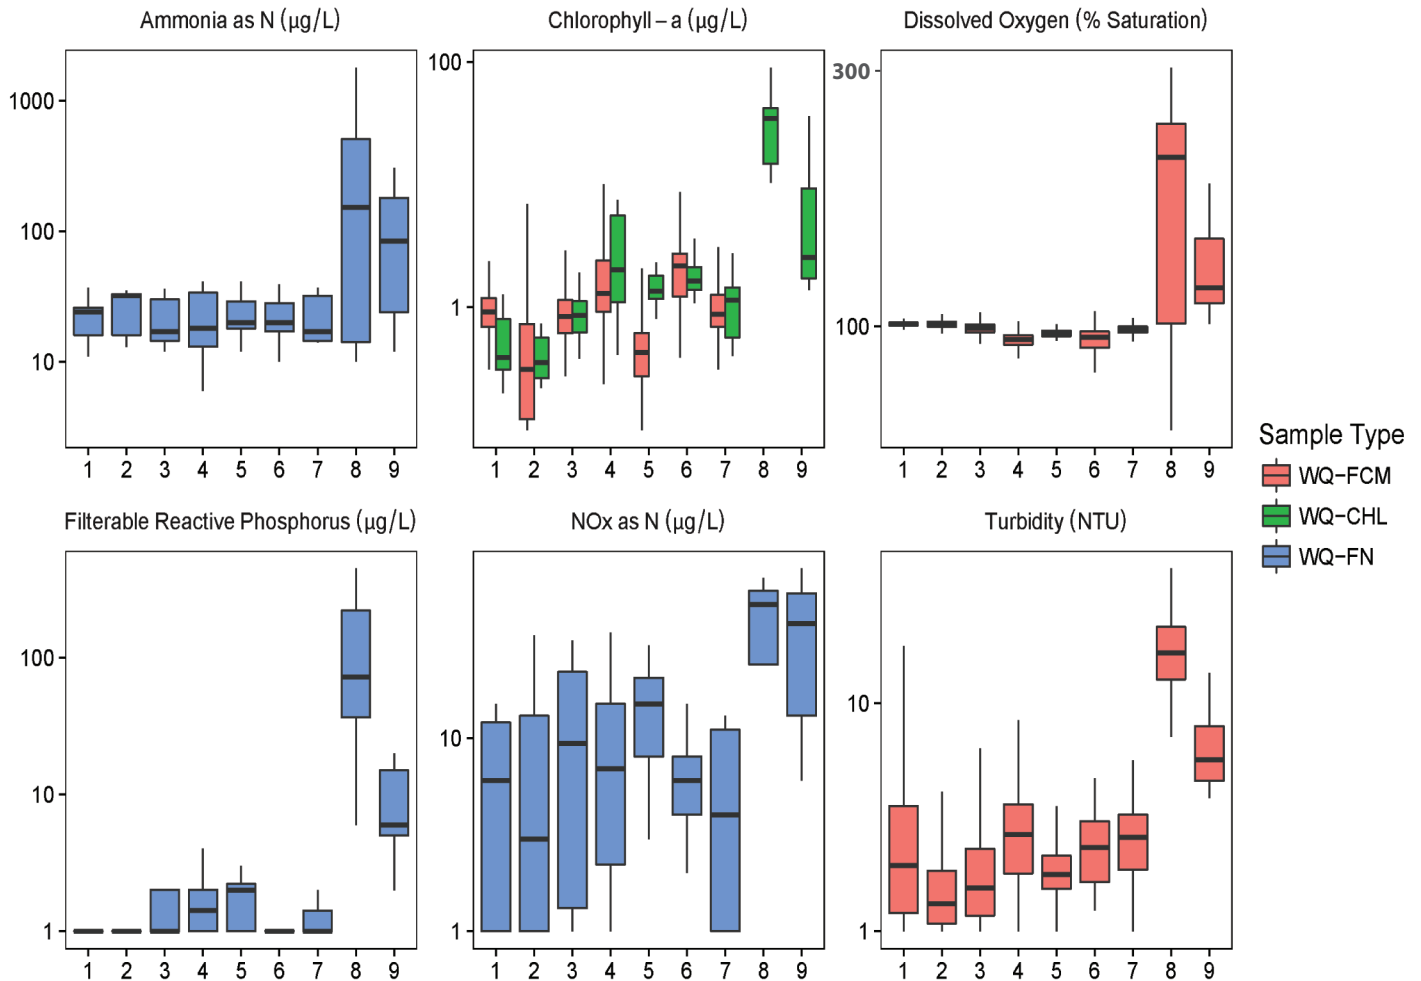 Ammonia as N (µg/L)
Chlorophyll – a (µg/L)
Dissolved Oxygen (% Saturation)
1000
100
10
1 2 3 4 5 6 7 8 9
100
1
1 2 3 4 5 6 7 8 9
300
100
1 2 3 4 5 6 7 8 9
Filterable Reactive Phosphorus (µg/L)
NOx as N (µg/L)
Turbidity (NTU)
100
10
1
1 2 3 4 5 6 7 8 9
10
1
1 2 3 4 5 6 7 8 9
10
1
1 2 3 4 5 6 7 8 9
Sample Type
WQ-FCM
WQ-CHL
WQ-FN